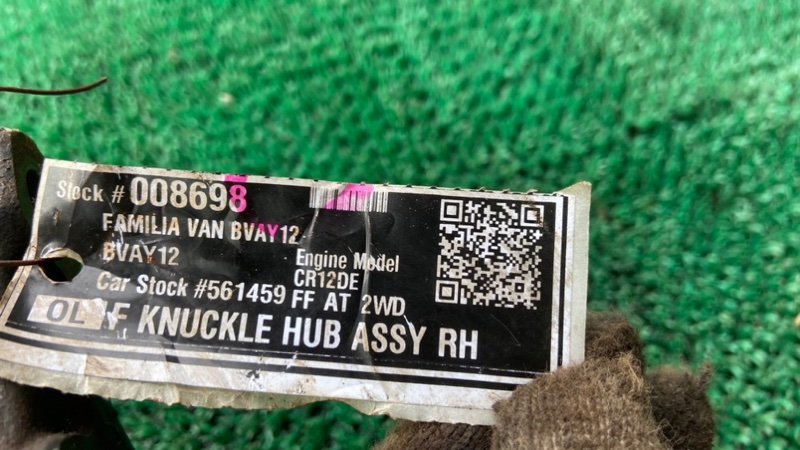 Stock # 008698
FAMILIA VAN BVAY12
BVAY12
Engine Model
CR12DE
Car Stock #561459 FF AT 2WD
OL F KNUCKLE HUB ASSY RH